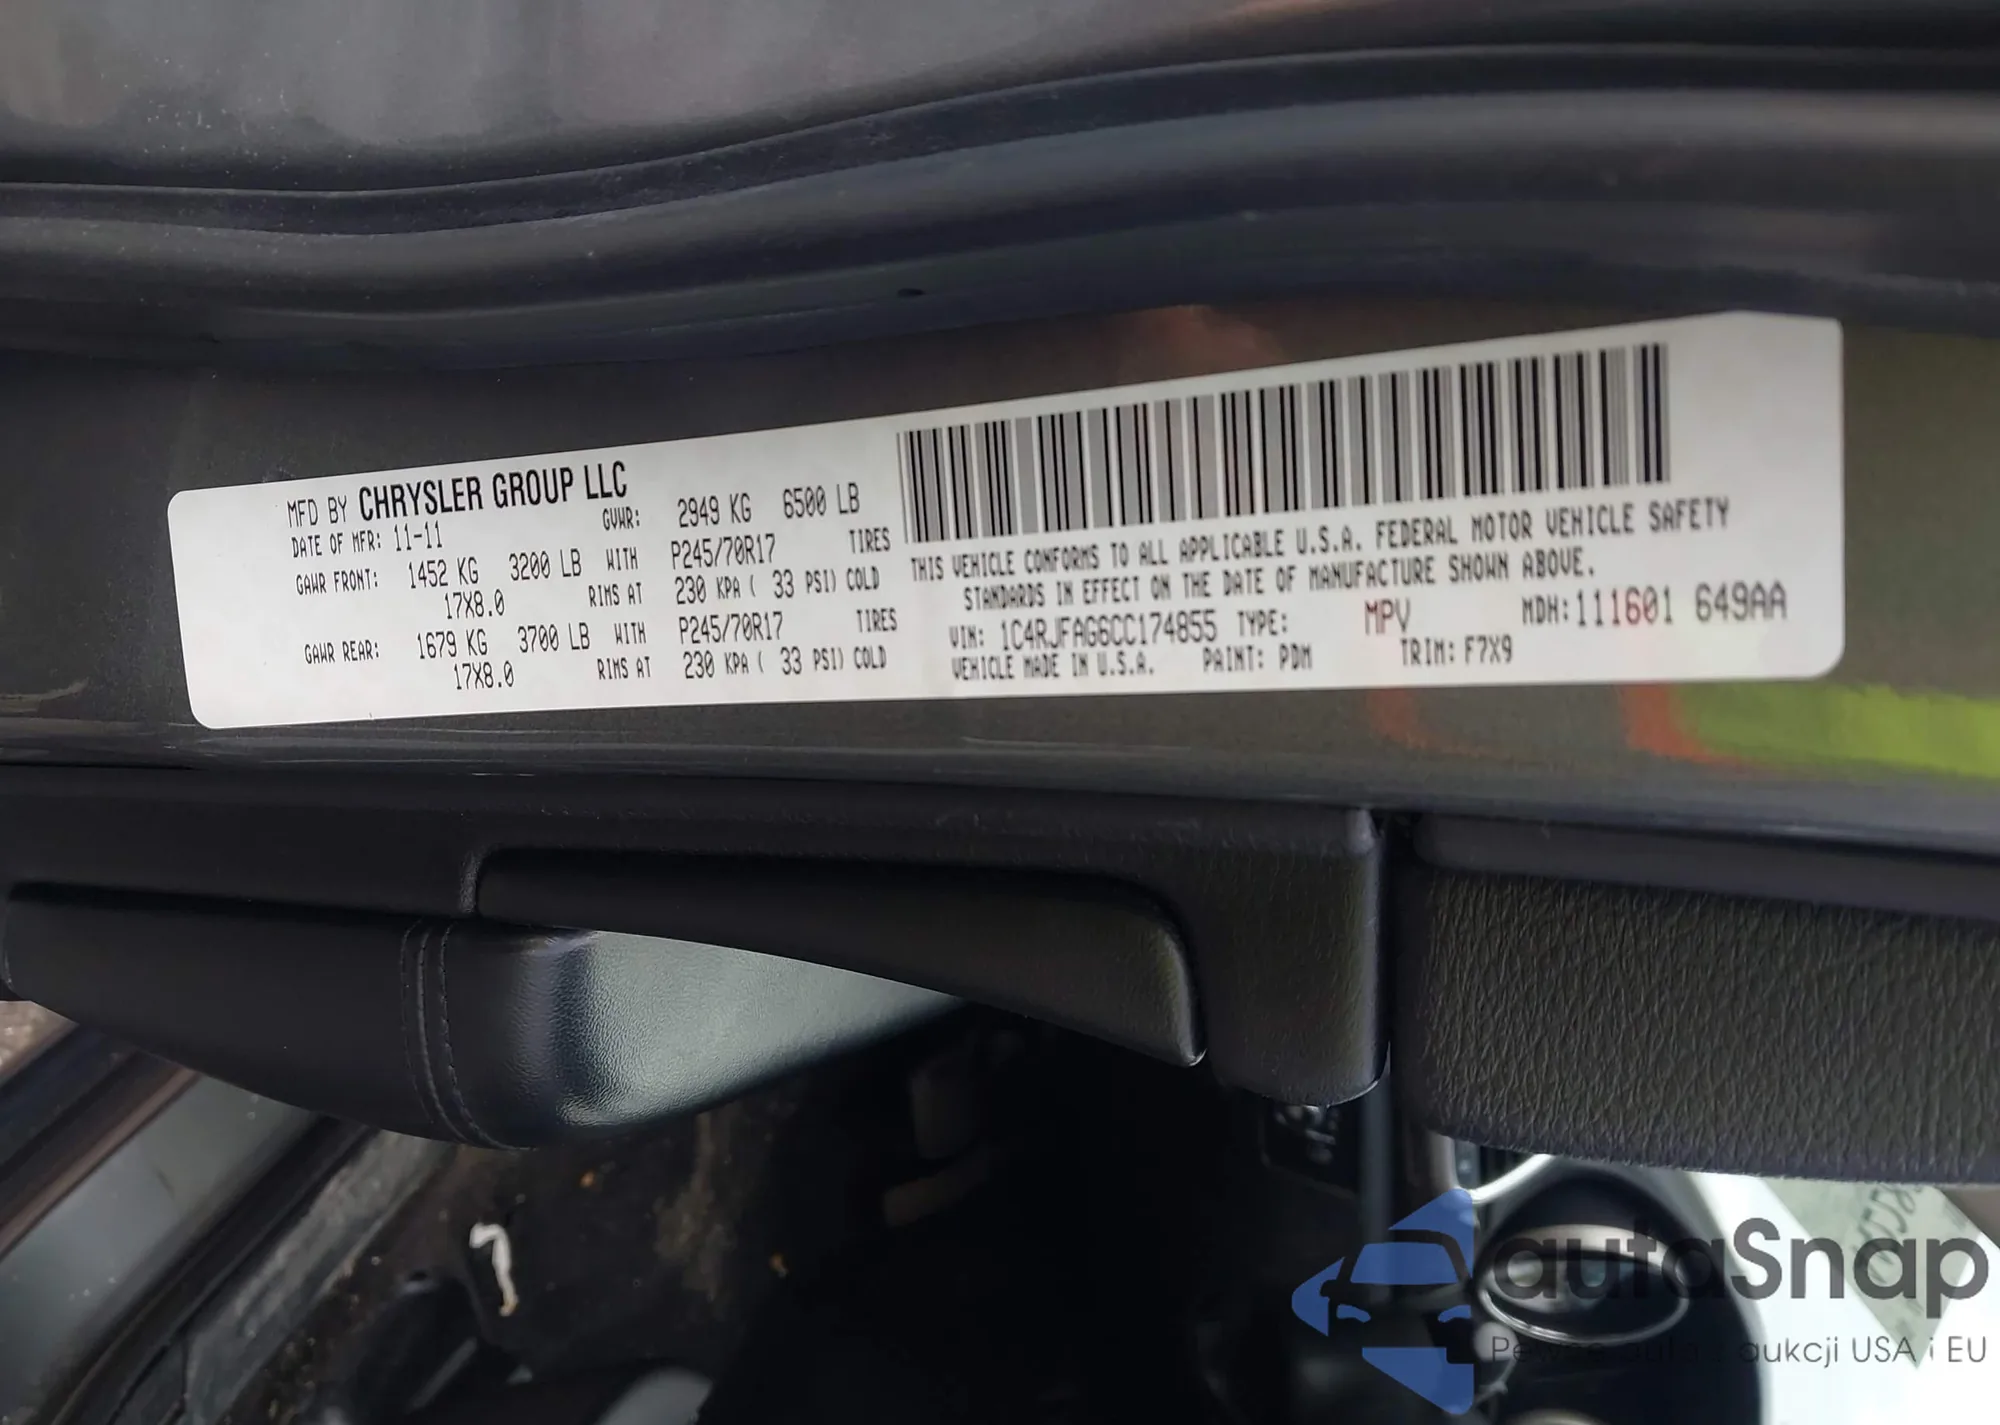 MFD BY CHRYSLER GROUP LLC
DATE OF MFR: 11-11 GVWR: 2949 KG 6500 LB
GAWR FRONT: 1452 KG 3200 LB WITH P245/70R17 TIRES
17X8.0 RIMS AT 230 KPA ( 33 PSI) COLD
GAWR REAR: 1679 KG 3700 LB WITH P245/70R17 TIRES
17X8.0 RIMS AT 230 KPA ( 33 PSI) COLD
THIS VEHICLE CONFORMS TO ALL APPLICABLE U.S.A. FEDERAL MOTOR VEHICLE SAFETY
STANDARDS IN EFFECT ON THE DATE OF MANUFACTURE SHOWN ABOVE.
VIN: 1C4RJFAG6CC174855 TYPE: MPV MDH:111601 649AA
VEHICLE MADE IN U.S.A. PAINT: PDM TRIM: F7X9
autaSnap
aukcji USA i EU